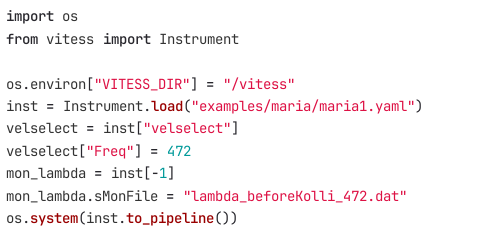 import os
from vitess import Instrument

os.environ["VITESS_DIR"] = "/vitess"
inst = Instrument.load("examples/maria/maria1.yaml")
velselect = inst["velselect"]
velselect["Freq"] = 472
mon_lambda = inst[-1]
mon_lambda.sMonFile = "lambda_beforeKolli_472.dat"
os.system(inst.to_pipeline())